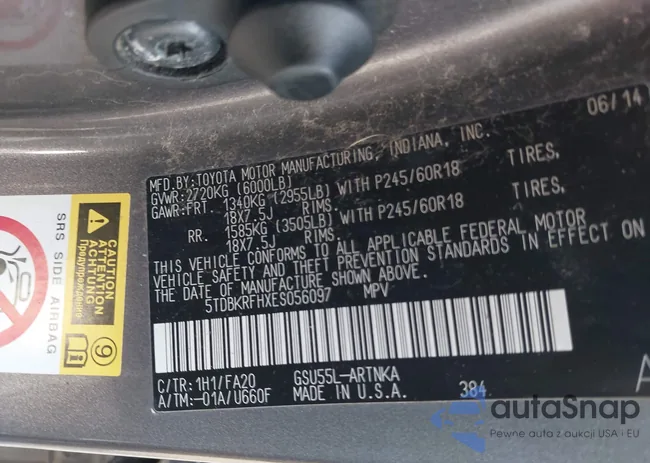 06/14
MFD.BY:TOYOTA MOTOR MANUFACTURING, INDIANA, INC.
GVWR:2720KG (6000LB)
GAWR:FRT. 1340KG (2955LB) WITH P245/60R18 TIRES,
18X7.5J RIMS.
RR. 1585KG (3505LB) WITH P245/60R18 TIRES,
18X7.5J RIMS.
THIS VEHICLE CONFORMS TO ALL APPLICABLE FEDERAL MOTOR
VEHICLE SAFETY AND THEFT PREVENTION STANDARDS IN EFFECT ON
THE DATE OF MANUFACTURE SHOWN ABOVE.
5TDBKRFHXES056097 MPV
C/TR:1H1/FA20 GSU55L-ARTNKA A
A/TM:-01A/U660F MADE IN U.S.A. 384
SRS SIDE AIRBAG
CAUTION
ATTENTION
ACHTUNG
Предупреждение
9
autaSnap
Pewne auta z aukcji USA i EU